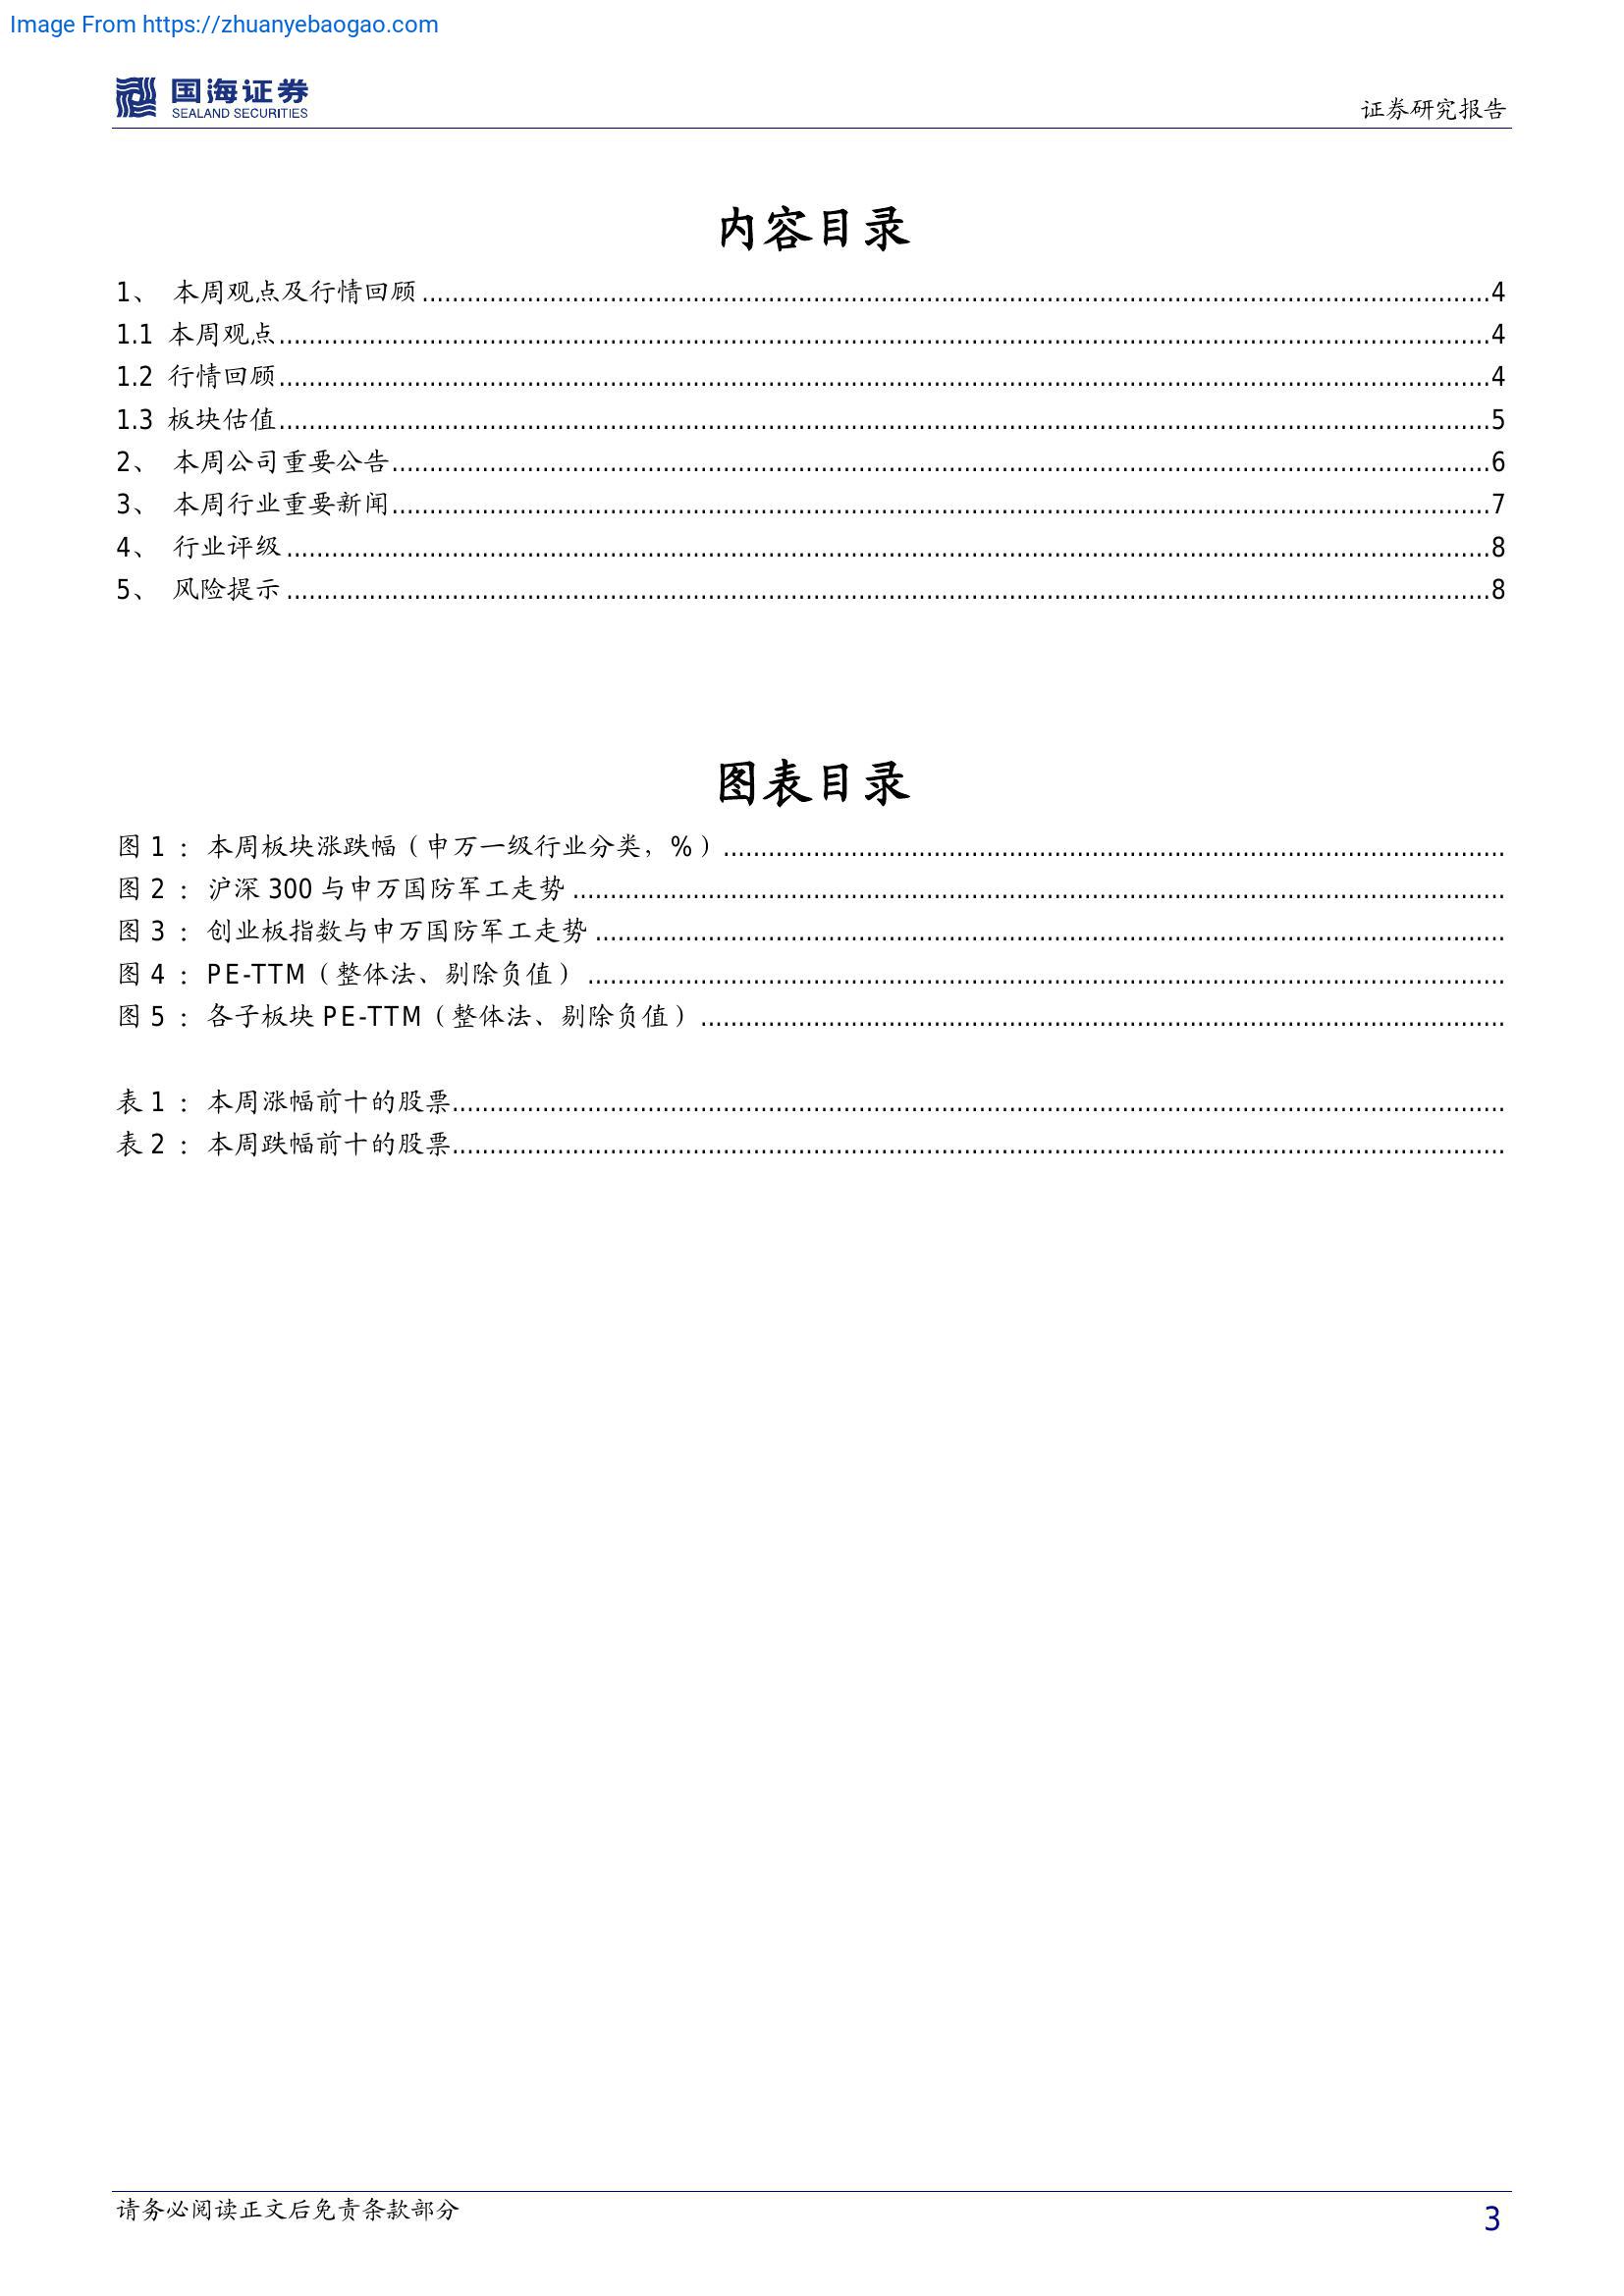 Image From https://zhuanyebaogao.com
国海证券
SEALAND SECURITIES
证券研究报告
内容目录
1、 本周观点及行情回顾........................................4
1.1 本周观点........................................4
1.2 行情回顾........................................4
1.3 板块估值........................................5
2、 本周公司重要公告........................................6
3、 本周行业重要新闻........................................7
4、 行业评级........................................8
5、 风险提示........................................8
图表目录
图 1 : 本周板块涨跌幅（申万一级行业分类，%）........................................
图 2 : 沪深 300 与申万国防军工走势........................................
图 3 : 创业板指数与申万国防军工走势........................................
图 4 : PE-TTM（整体法、剔除负值）........................................
图 5 : 各子板块 PE-TTM（整体法、剔除负值）........................................
表 1 : 本周涨幅前十的股票........................................
表 2 : 本周跌幅前十的股票........................................
请务必阅读正文后免责条款部分
3